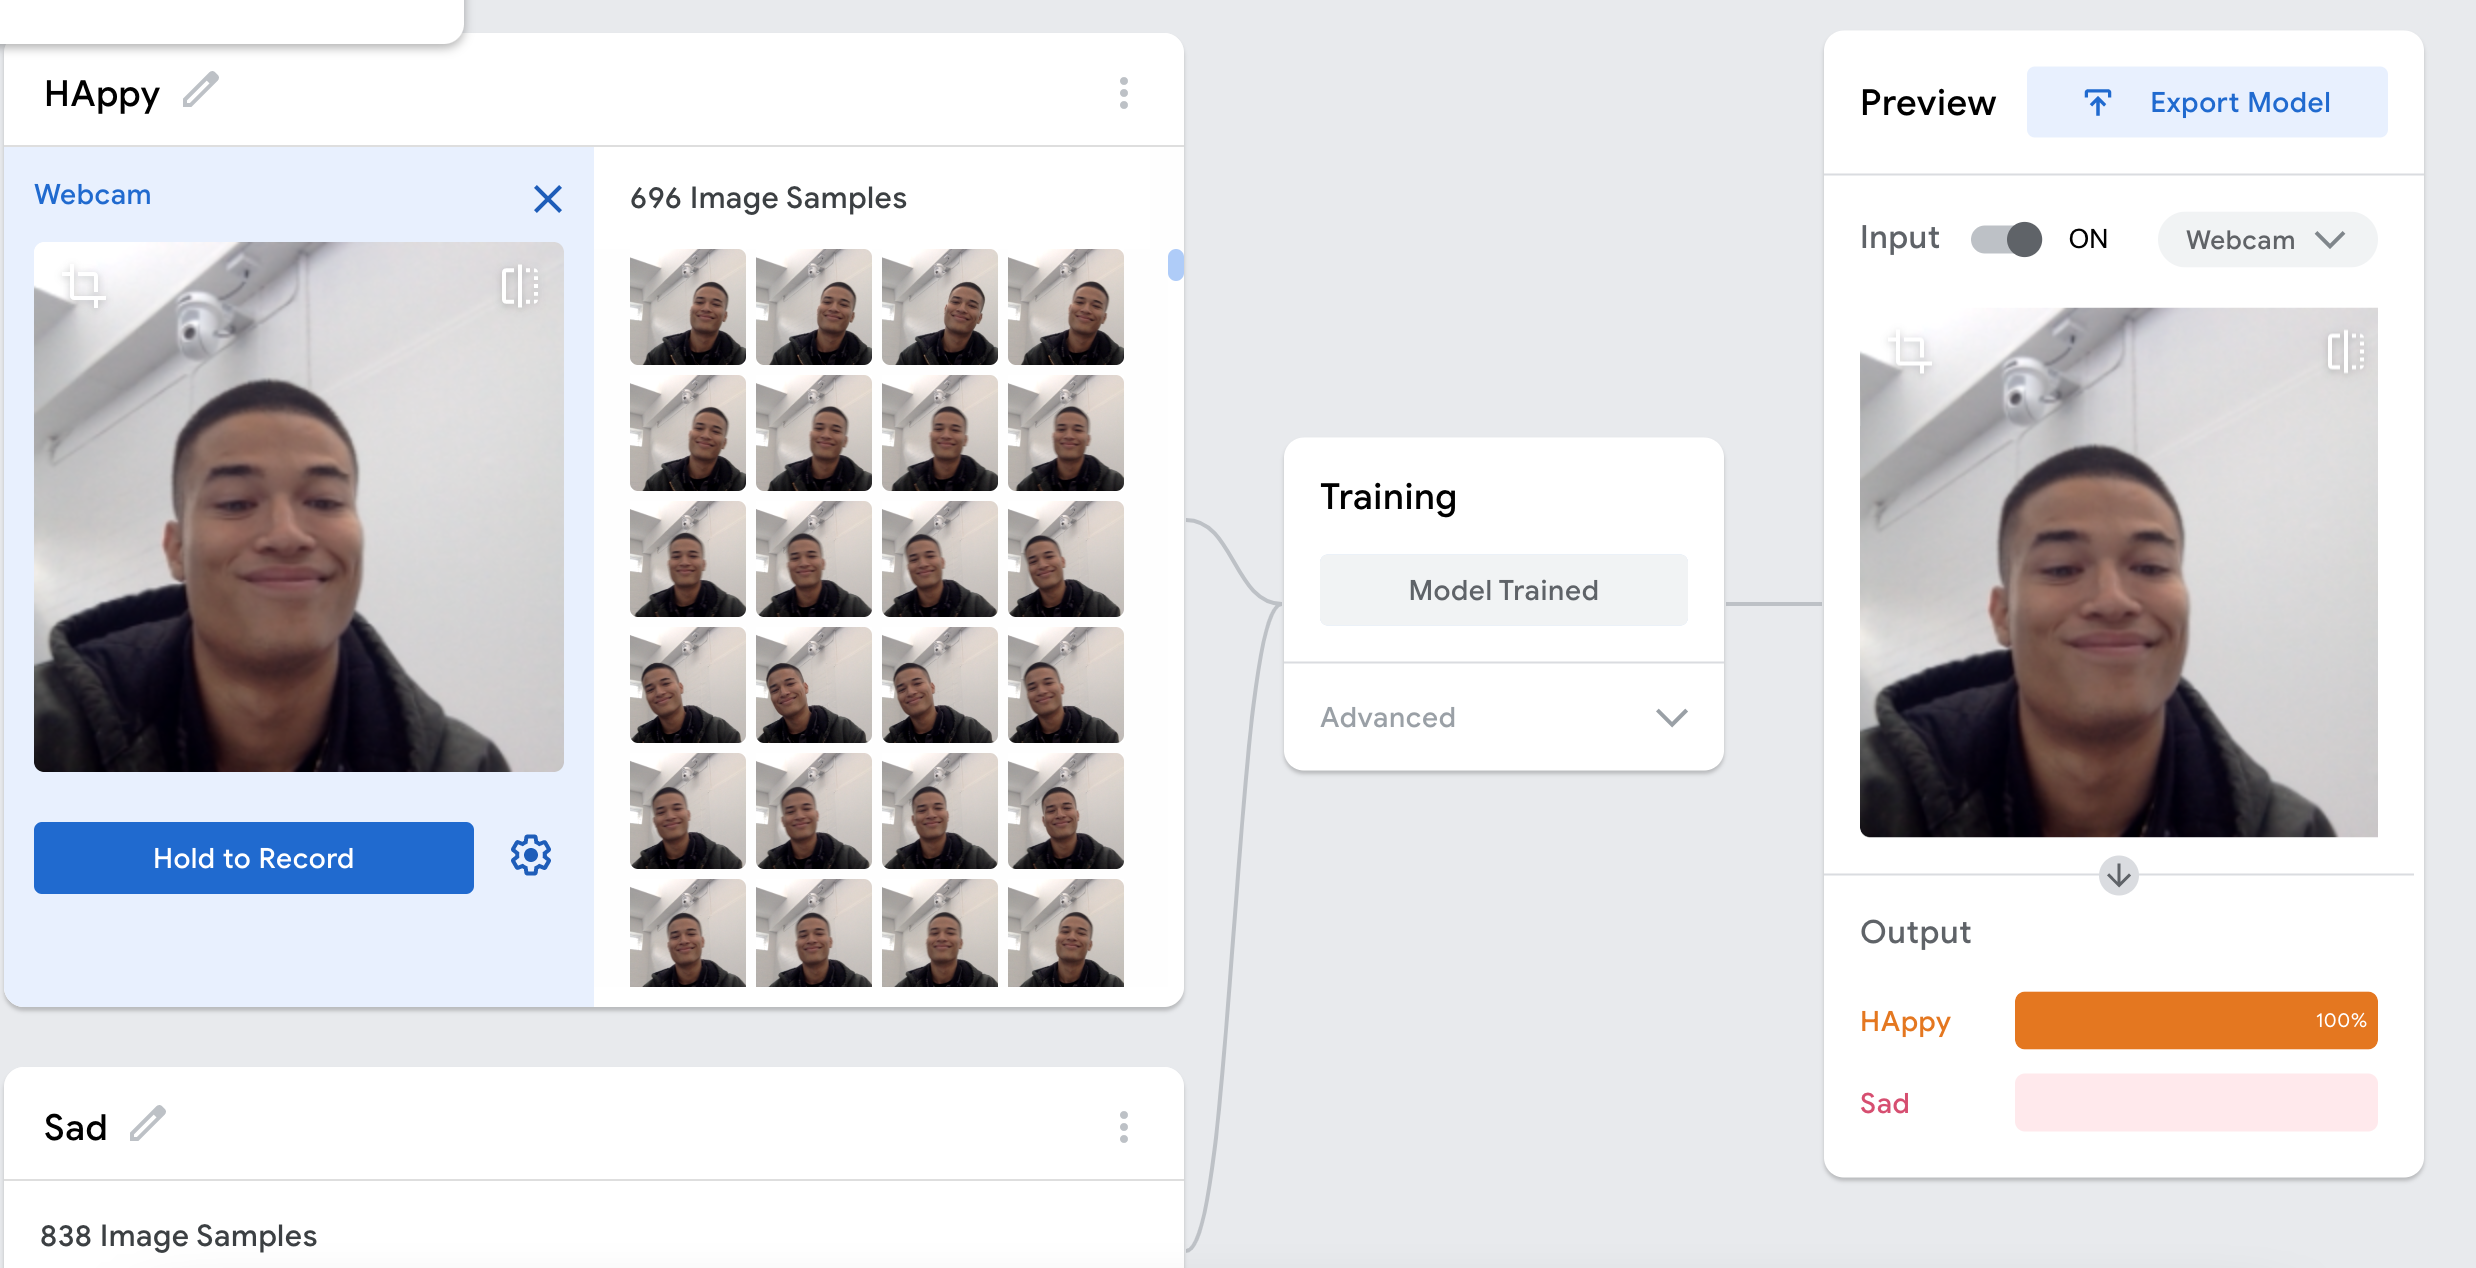 HAppy
Webcam
696 Image Samples
Hold to Record
Sad
838 Image Samples
Training
Model Trained
Advanced
Preview
Export Model
Input
ON
Webcam
Output
HAppy
100%
Sad